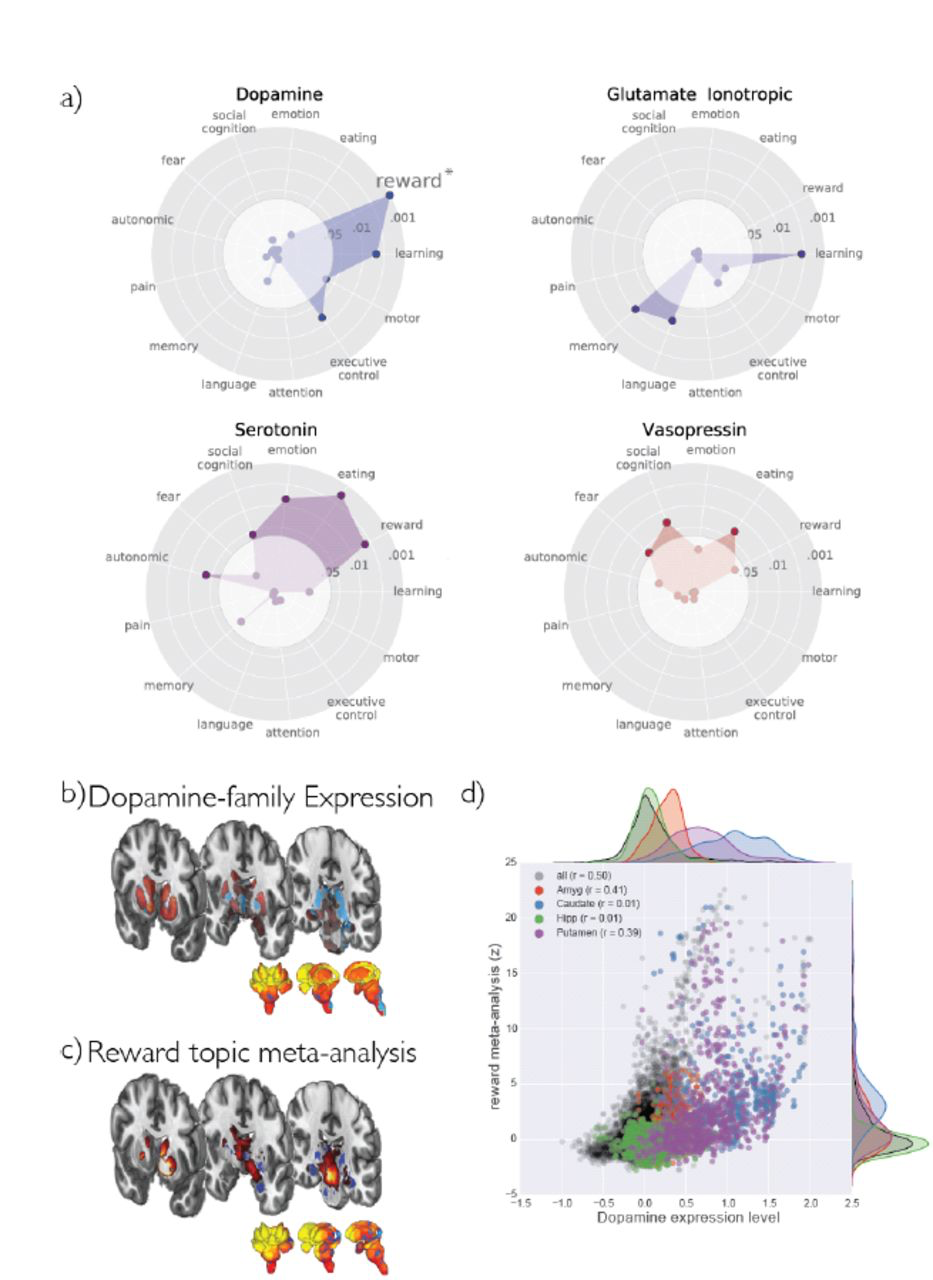 a)
Dopamine
social
cognition
emotion
eating
fear
reward*
autonomic
.001
.01
.05
learning
pain
motor
memory
executive
control
language
attention
Glutamate Ionotropic
social
cognition
emotion
eating
fear
reward
autonomic
.001
.01
.05
learning
pain
motor
memory
executive
control
language
attention
Serotonin
social
cognition
emotion
eating
fear
reward
autonomic
.001
.01
.05
learning
pain
motor
memory
executive
control
language
attention
Vasopressin
social
cognition
emotion
eating
fear
reward
autonomic
.001
.01
.05
learning
pain
motor
memory
executive
control
language
attention
b) Dopamine-family Expression
c) Reward topic meta-analysis
d)
all (r = 0.50)
Amyg (r = 0.41)
Caudate (r = 0.01)
Hipp (r = 0.01)
Putamen (r = 0.39)
reward meta-analysis (z)
25
20
15
10
5
0
−5
−1.5 −1.0 −0.5 0.0 0.5 1.0 1.5 2.0 2.5
Dopamine expression level